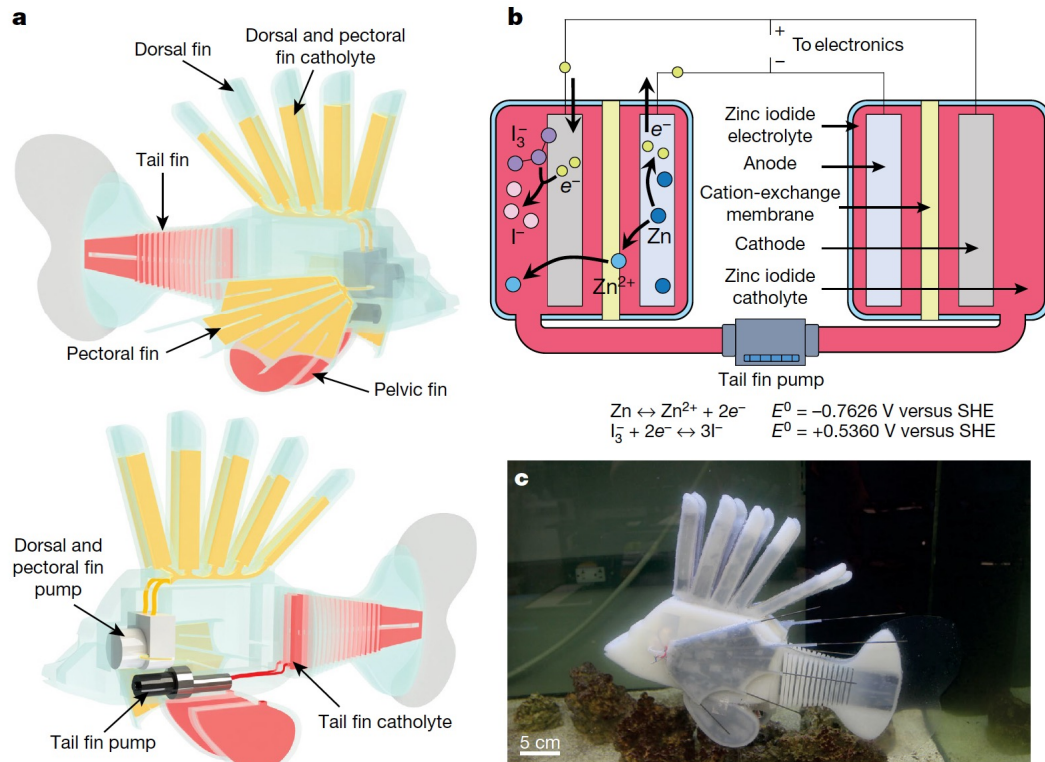 a
Dorsal fin
Dorsal and pectoral
fin catholyte
Tail fin
Pectoral fin
Pelvic fin
Dorsal and
pectoral fin
pump
Tail fin pump
Tail fin catholyte
b
+
To electronics
−
I₃⁻
e⁻
I⁻
e⁻
Zn
Zn²⁺
Zinc iodide
electrolyte
Anode
Cation-exchange
membrane
Cathode
Zinc iodide
catholyte
Tail fin pump
Zn ↔ Zn²⁺ + 2e⁻ E⁰ = –0.7626 V versus SHE
I₃⁻ + 2e⁻ ↔ 3I⁻ E⁰ = +0.5360 V versus SHE
c
5 cm